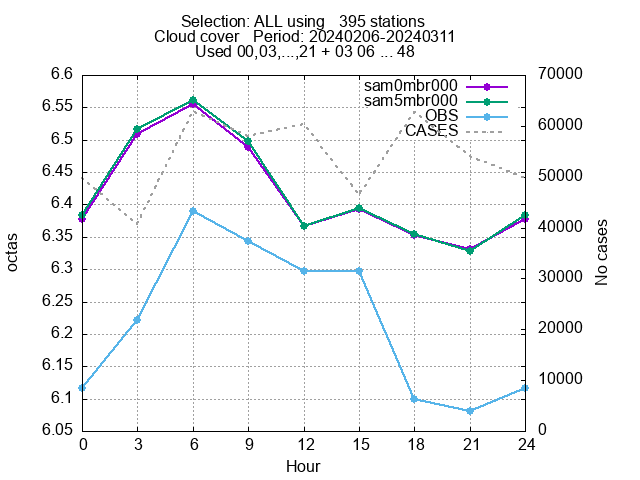 Selection: ALL using   395 stations
Cloud cover   Period: 20240206-20240311
Used 00,03,...,21 + 03 06 ... 48
octas
6.6
6.55
6.5
6.45
6.4
6.35
6.3
6.25
6.2
6.15
6.1
6.05
sam0mbr000
sam5mbr000
OBS
CASES
70000
60000
50000
40000
30000
20000
10000
0
No cases
0 3 6 9 12 15 18 21 24
Hour